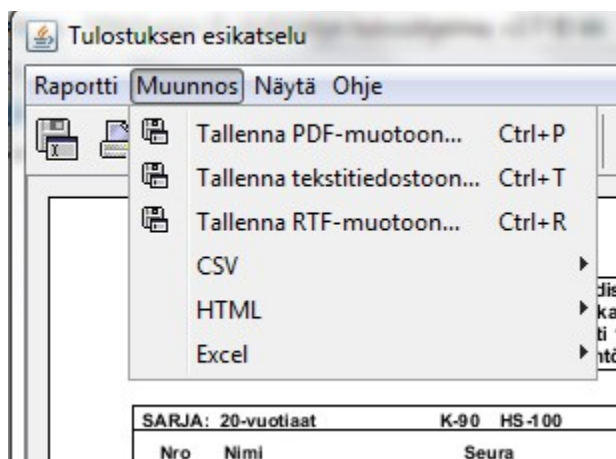 Tulostuksen esikatselu
Raportti Muunnos Näytä Ohje
Tallenna PDF-muotoon... Ctrl+P
Tallenna tekstitiedostoon... Ctrl+T
Tallenna RTF-muotoon... Ctrl+R
CSV
HTML
Excel
SARJA: 20-vuotiaat K-90 HS-100
Nro Nimi Seura